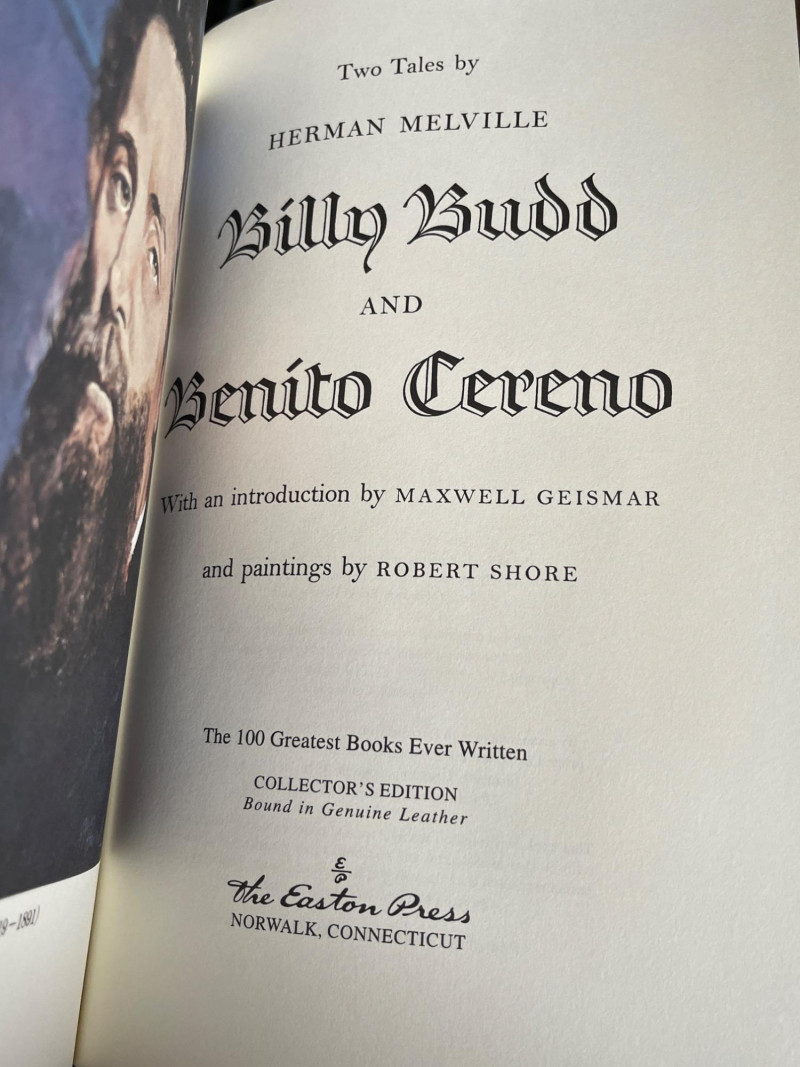 Two Tales by
HERMAN MELVILLE
Billy Budd
AND
Benito Cereno
With an introduction by MAXWELL GEISMAR
and paintings by ROBERT SHORE
The 100 Greatest Books Ever Written
COLLECTOR'S EDITION
Bound in Genuine Leather
E
P
The Easton Press
NORWALK, CONNECTICUT
9–1891)